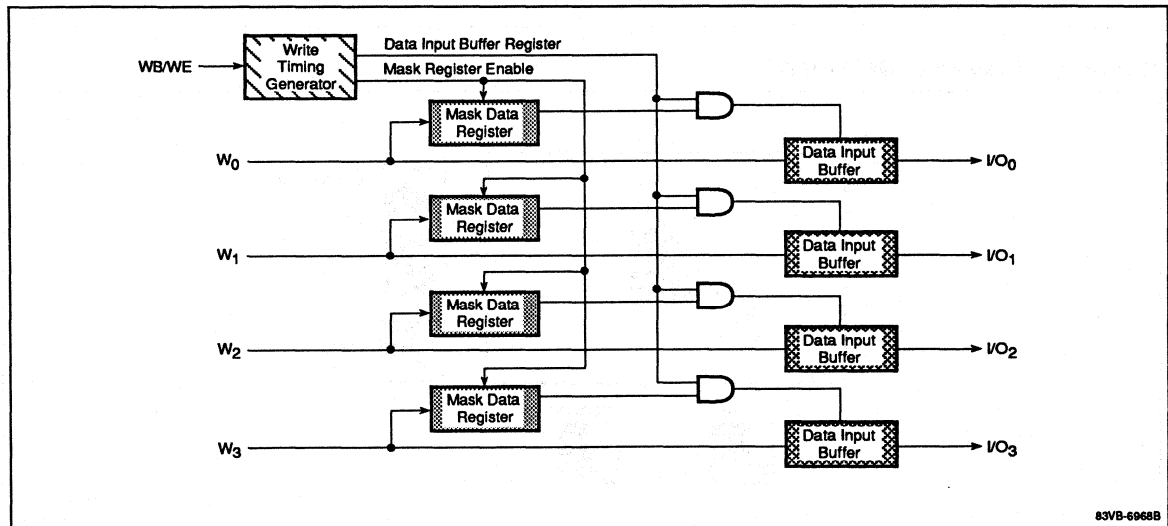 Write
Timing
Generator
WB/WE
Data Input Buffer Register
Mask Register Enable
Mask Data
Register
W0
Data Input
Buffer
I/O0
Mask Data
Register
W1
Data Input
Buffer
I/O1
Mask Data
Register
W2
Data Input
Buffer
I/O2
Mask Data
Register
W3
Data Input
Buffer
I/O3
83VB-6968B